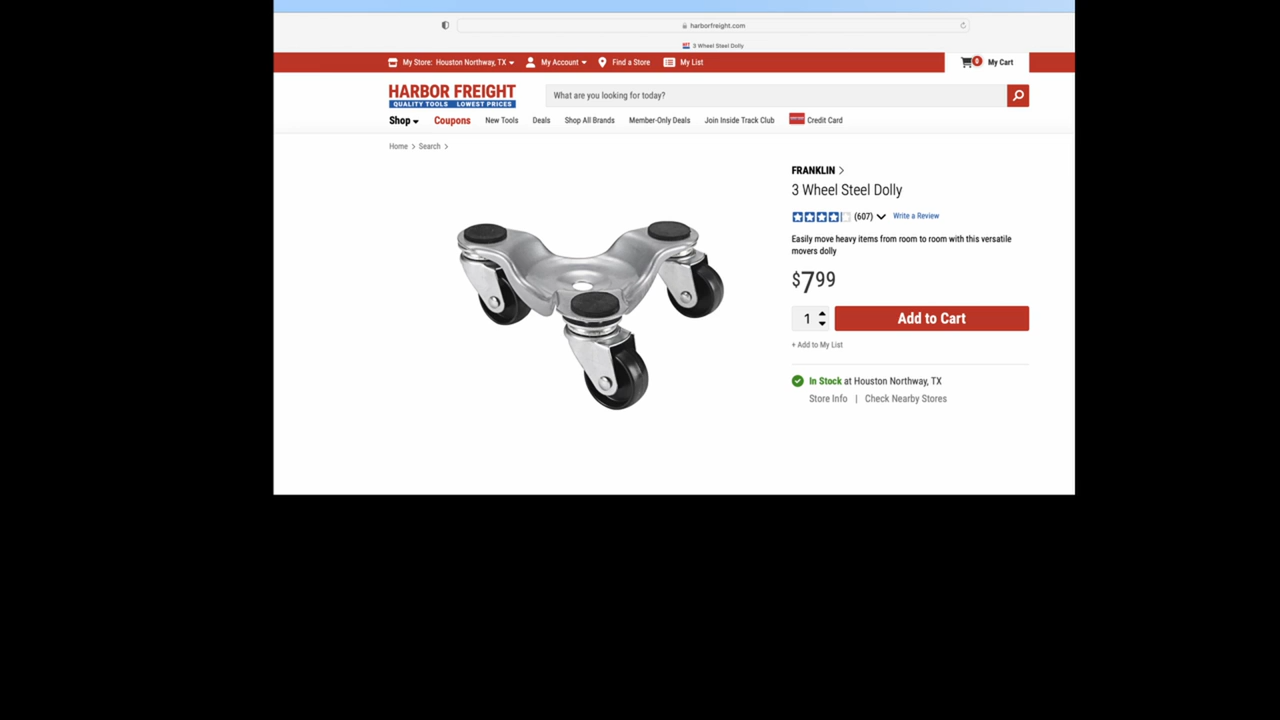 harborfreight.com
3 Wheel Steel Dolly
My Store: Houston Northway, TX
My Account
Find a Store
My List
0
My Cart
HARBOR FREIGHT
QUALITY TOOLS LOWEST PRICES
What are you looking for today?
Shop
Coupons
New Tools
Deals
Shop All Brands
Member-Only Deals
Join Inside Track Club
Credit Card
Home
Search
FRANKLIN
3 Wheel Steel Dolly
(607)
Write a Review
Easily move heavy items from room to room with this versatile
movers dolly
$7.99
1
Add to Cart
+ Add to My List
In Stock at Houston Northway, TX
Store Info | Check Nearby Stores